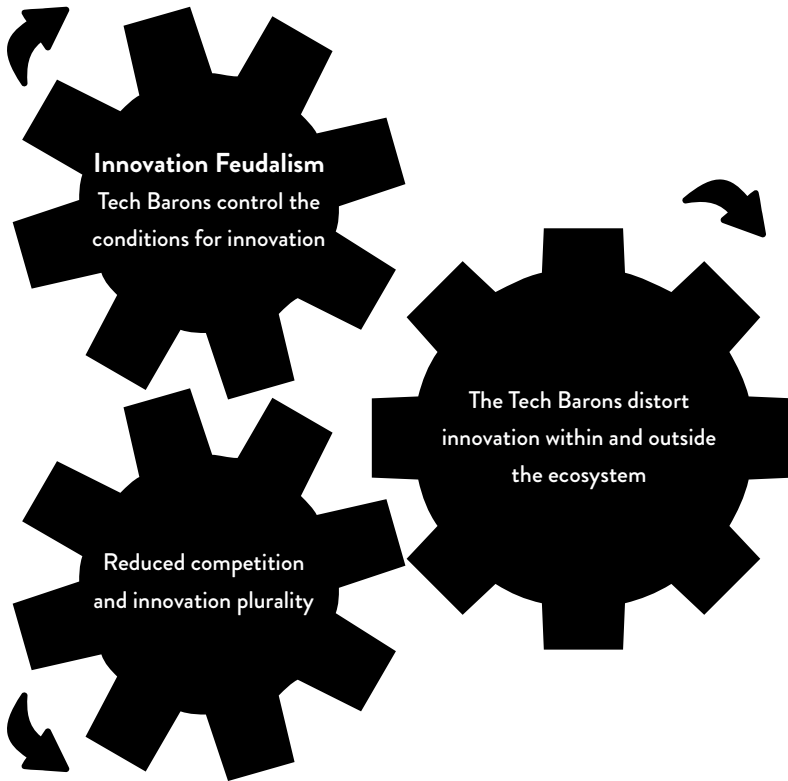 Innovation Feudalism
Tech Barons control the
conditions for innovation
The Tech Barons distort
innovation within and outside
the ecosystem
Reduced competition
and innovation plurality